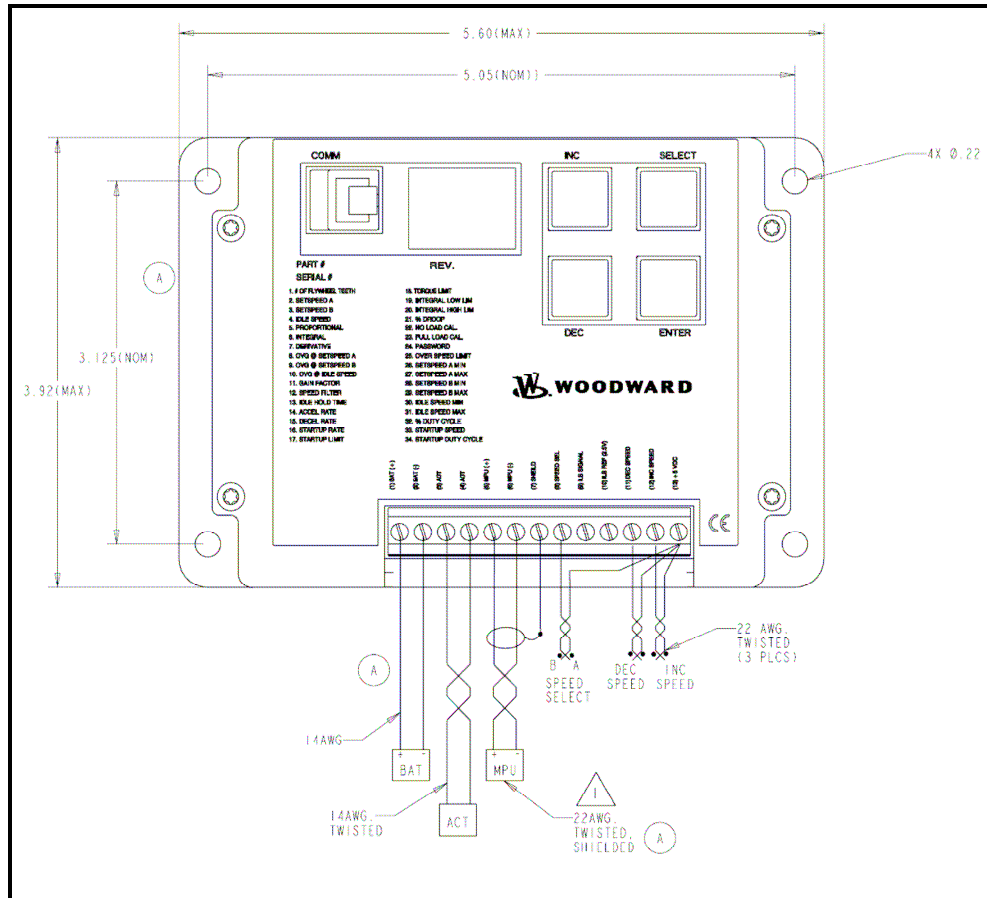 5.60(MAX)
5.05(NOM))
4X Ø.22
COMM
INC
SELECT
PART #
SERIAL #
REV.
DEC
ENTER
1. # OF FLYWHEEL TEETH
2. SETSPEED A
3. SETSPEED B
4. IDLE SPEED
5. PROPORTIONAL
6. INTEGRAL
7. DERIVATIVE
8. OVG @ SETSPEED A
9. OVG @ SETSPEED B
10. OVG @ IDLE SPEED
11. GAIN FACTOR
12. SPEED FILTER
13. IDLE HOLD TIME
14. ACCEL RATE
15. DECEL RATE
16. STARTUP RATE
17. STARTUP LIMIT
18. TORQUE LIMIT
19. INTEGRAL LOW LIM
20. INTEGRAL HIGH LIM
21. % DROOP
22. NO LOAD CAL.
23. FULL LOAD CAL
24. PASSWORD
25. OVER SPEED LIMIT
26. SETSPEED A MIN
27. SETSPEED A MAX
28. SETSPEED B MIN
29. SETSPEED B MAX
30. IDLE SPEED MIN
31. IDLE SPEED MAX
32. % DUTY CYCLE
33. STARTUP SPEED
34. STARTUP DUTY CYCLE
A
3.125(NOM)
3.92(MAX)
WOODWARD
(1) BAT (+)
(2) BAT (-)
(3) ACT
(4) ACT
(5) MPU (+)
(6) MPU (-)
(7) SHIELD
(8) SPEED SEL
(9) ILS SIGNAL
(10) ILS REF (2.5V)
(11) DEC SPEED
(12) INC SPEED
(13) + 5 VDC
CE
22 AWG.
TWISTED
(3 PLCS)
B A
SPEED
SELECT
DEC
SPEED
INC
SPEED
A
14AWG
+ -
BAT
14AWG.
TWISTED
ACT
+ -
MPU
1
22AWG.
TWISTED,
SHIELDED
A